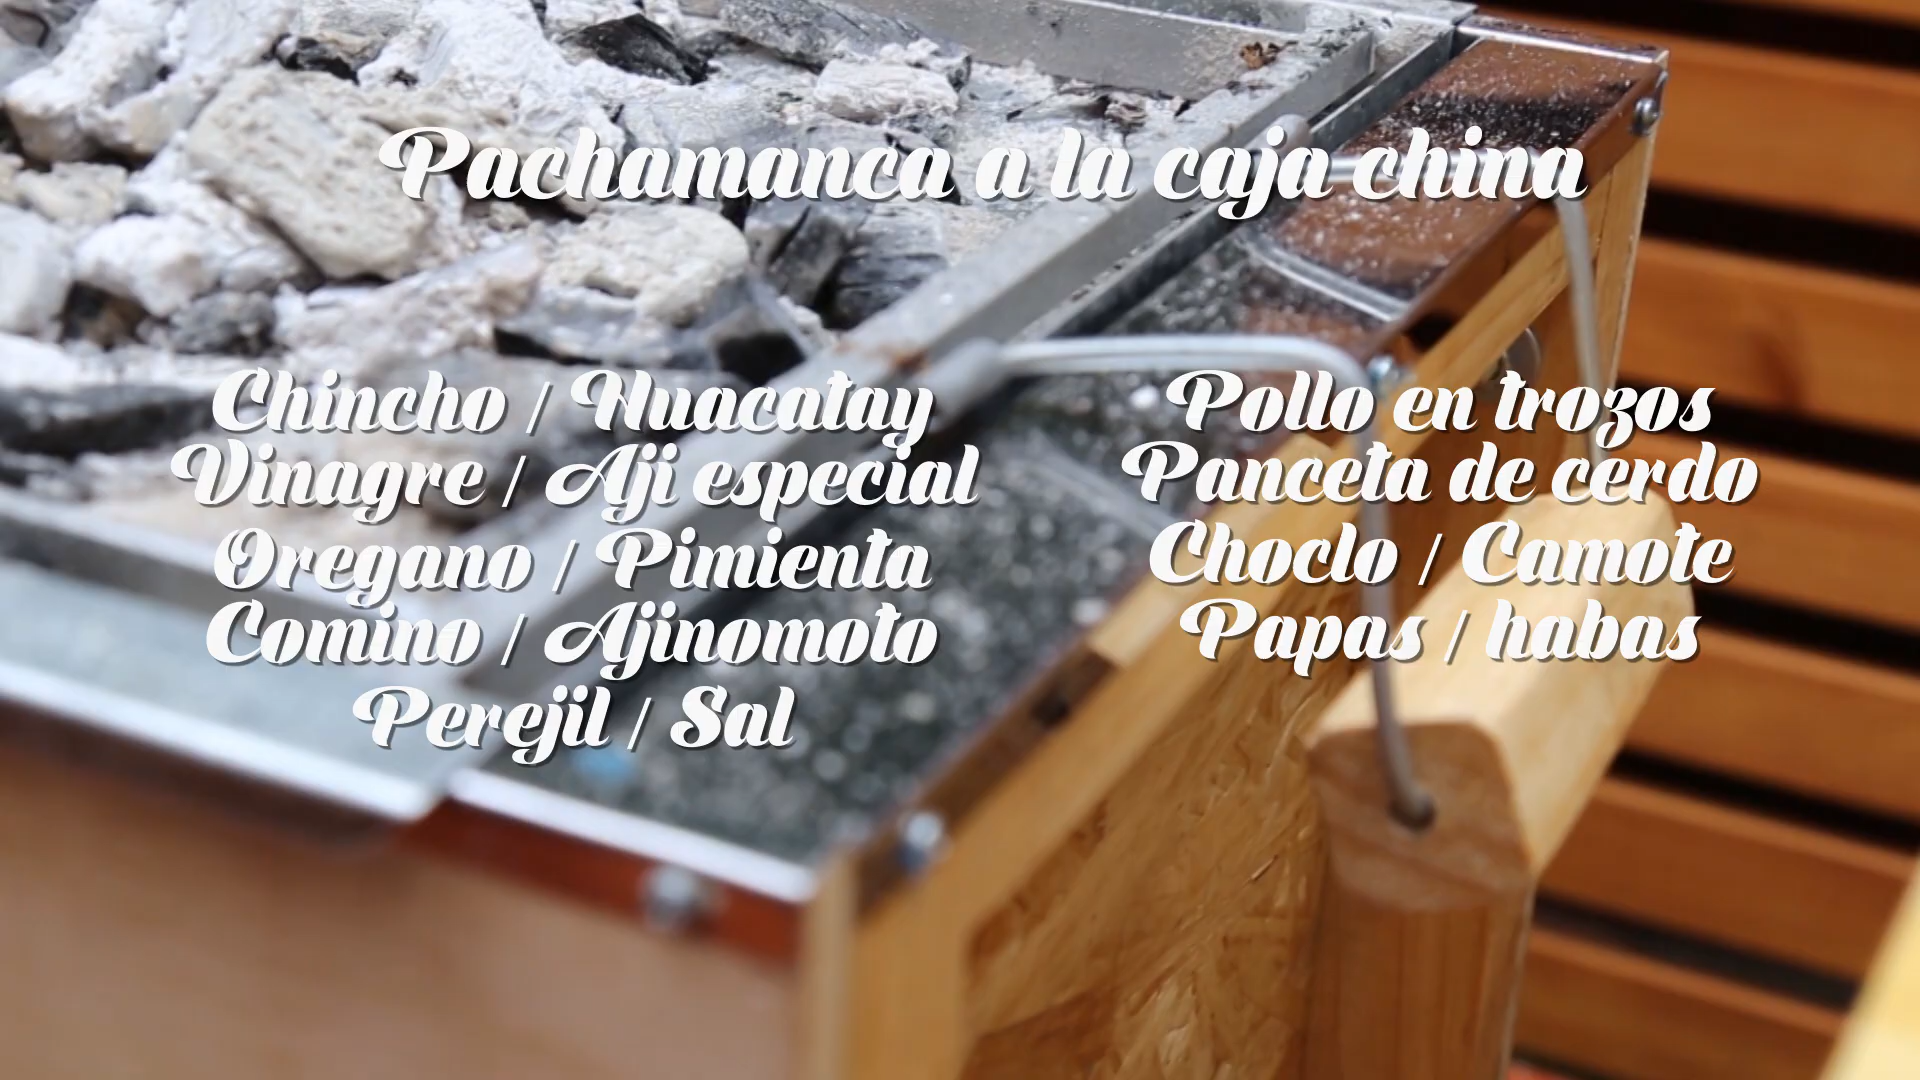 Pachamanca a la caja china
Chincho / Huacatay
Vinagre / Aji especial
Oregano / Pimienta
Comino / Ajinomoto
Perejil / Sal
Pollo en trozos
Panceta de cerdo
Choclo / Camote
Papas / habas